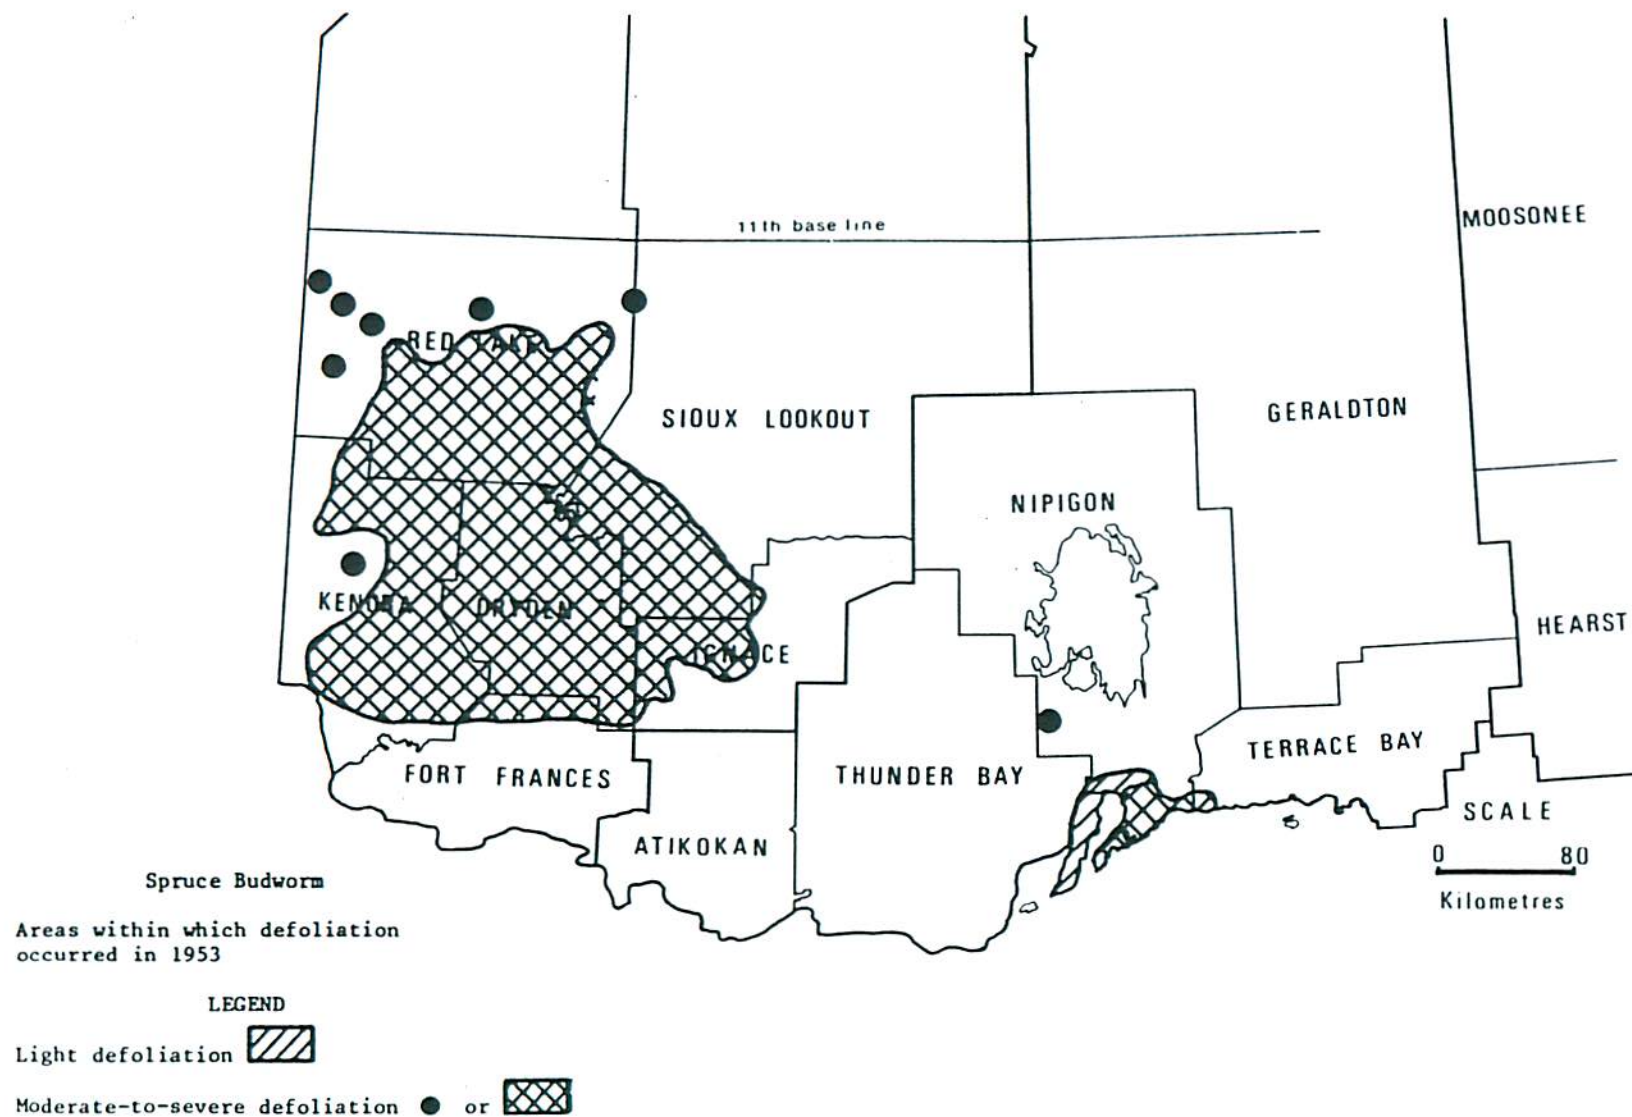 11th base line
MOOSONEE
RED LAKE
SIOUX LOOKOUT
GERALDTON
NIPIGON
KENORA
DRYDEN
HEARST
IGNACE
TERRACE BAY
FORT FRANCES
THUNDER BAY
SCALE
ATIKOKAN
0 80
Kilometres
Spruce Budworm
Areas within which defoliation
occurred in 1953
LEGEND
Light defoliation
Moderate-to-severe defoliation or